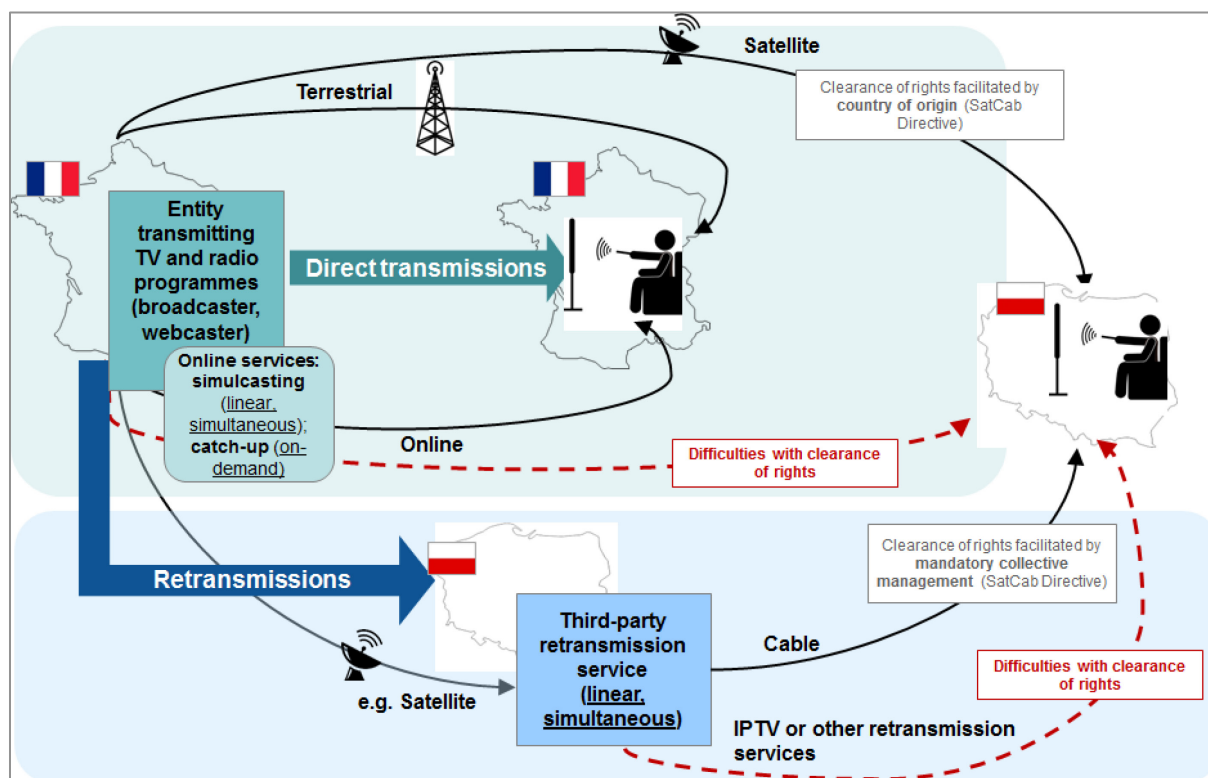 Satellite
Terrestrial
Clearance of rights facilitated by
country of origin (SatCab
Directive)
Entity
transmitting
TV and radio
programmes
(broadcaster,
webcaster)
Direct transmissions
Online services:
simulcasting
(linear,
simultaneous);
catch-up (on-
demand)
Online
Difficulties with clearance
of rights
Retransmissions
Clearance of rights facilitated by
mandatory collective
management (SatCab Directive)
Third-party
retransmission
service
(linear,
simultaneous)
Cable
Difficulties with clearance
of rights
e.g. Satellite
IPTV or other retransmission
services